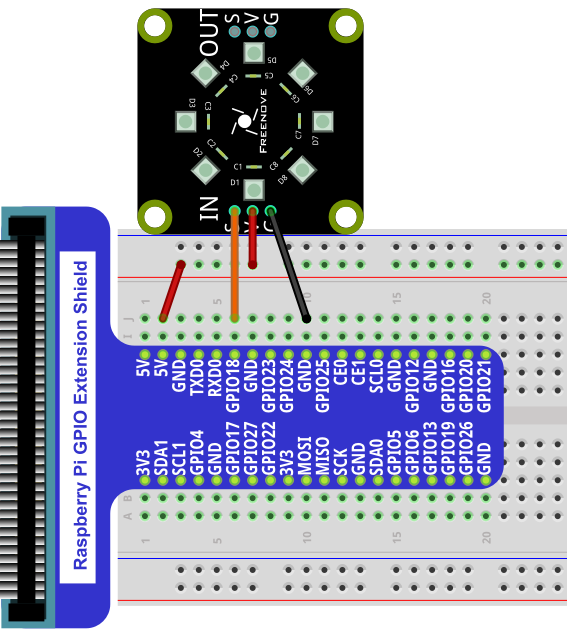 OUT
S V G
D5
C5
D4
D6
C4
C6
D3
C3
FREENOVE
C7
D7
C2
D2
C1
C8
D8
D1
IN
S V G
Raspberry Pi GPIO Extension Shield
1 5 10 15 20
J
I
5V 5V GND TXD0 RXD0 GPIO18 GND GPIO23 GPIO24 GND GPIO25 CE0 CE1 SCL0 GND GPIO12 GND GPIO16 GPIO20 GPIO21
3V3 SDA1 SCL1 GPIO4 GND GPIO17 GPIO27 GPIO22 3V3 MOSI MISO SCK GND SDA0 GPIO5 GPIO6 GPIO13 GPIO19 GPIO26 GND
B
A
1 5 10 15 20